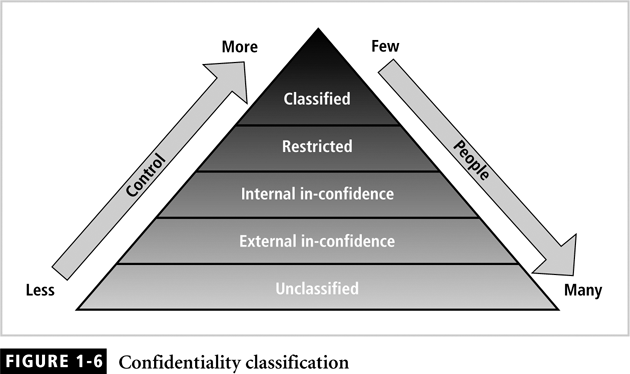 More
Few
Classified
Restricted
Control
People
Internal in-confidence
External in-confidence
Less
Unclassified
Many
FIGURE 1-6 Confidentiality classification